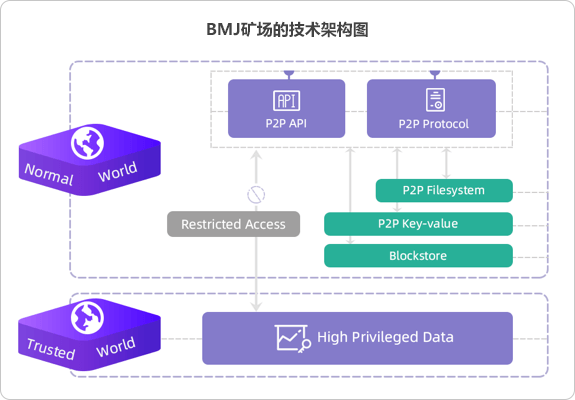 BMJ矿场的技术架构图
API
P2P API
P2P Protocol
Normal World
P2P Filesystem
Restricted Access
P2P Key-value
Blockstore
Trusted World
High Privileged Data